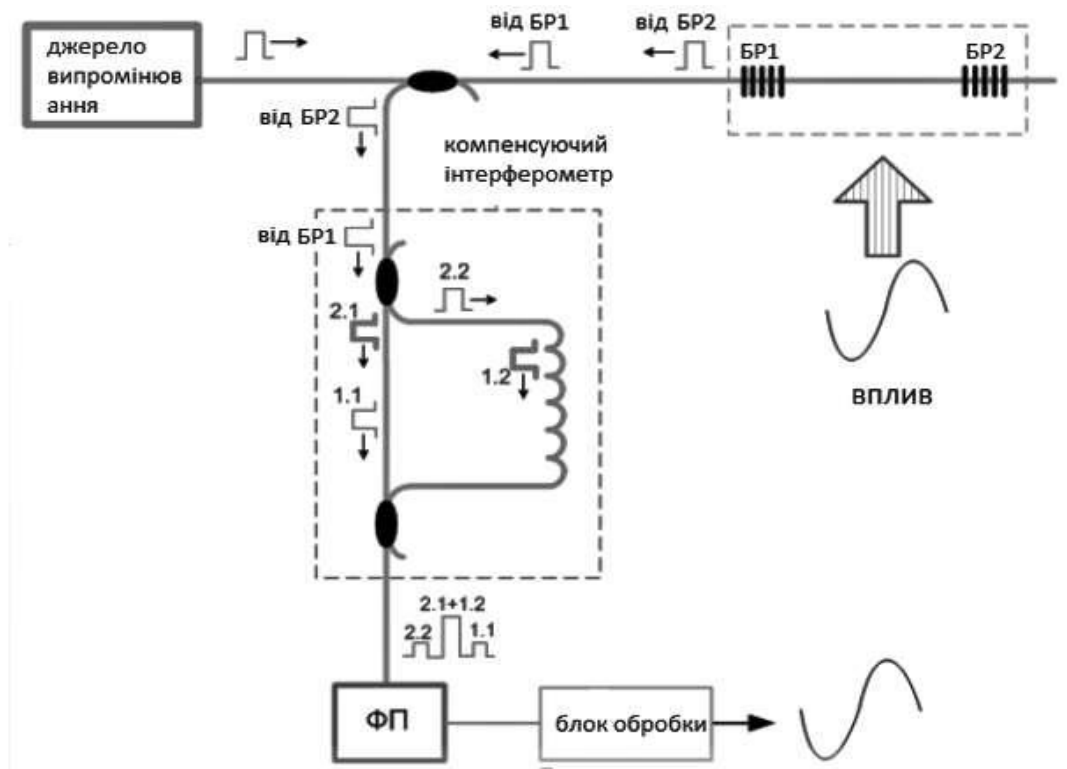 джерело
випромінюв
ання
від БР1
від БР2
БР1
БР2
від БР2
компенсуючий
інтерферометр
від БР1
2.2
2.1
1.2
1.1
ВПЛИВ
2.1+1.2
2.2
1.1
ФП
блок обробки